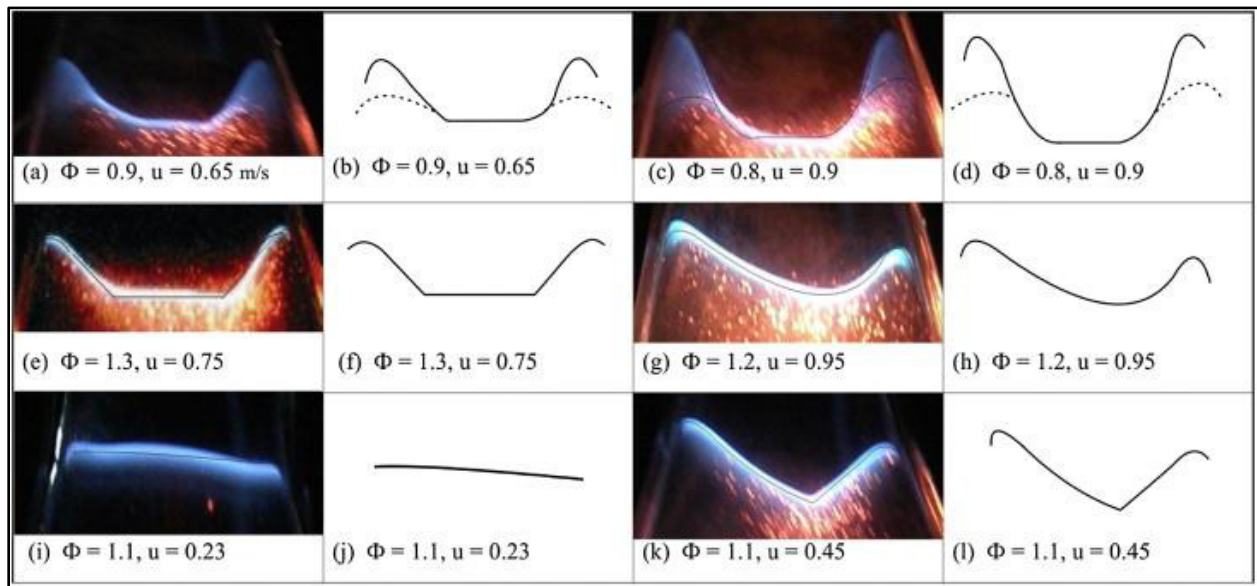 (a) Φ = 0.9, u = 0.65 m/s
(b) Φ = 0.9, u = 0.65
(c) Φ = 0.8, u = 0.9
(d) Φ = 0.8, u = 0.9
(e) Φ = 1.3, u = 0.75
(f) Φ = 1.3, u = 0.75
(g) Φ = 1.2, u = 0.95
(h) Φ = 1.2, u = 0.95
(i) Φ = 1.1, u = 0.23
(j) Φ = 1.1, u = 0.23
(k) Φ = 1.1, u = 0.45
(l) Φ = 1.1, u = 0.45